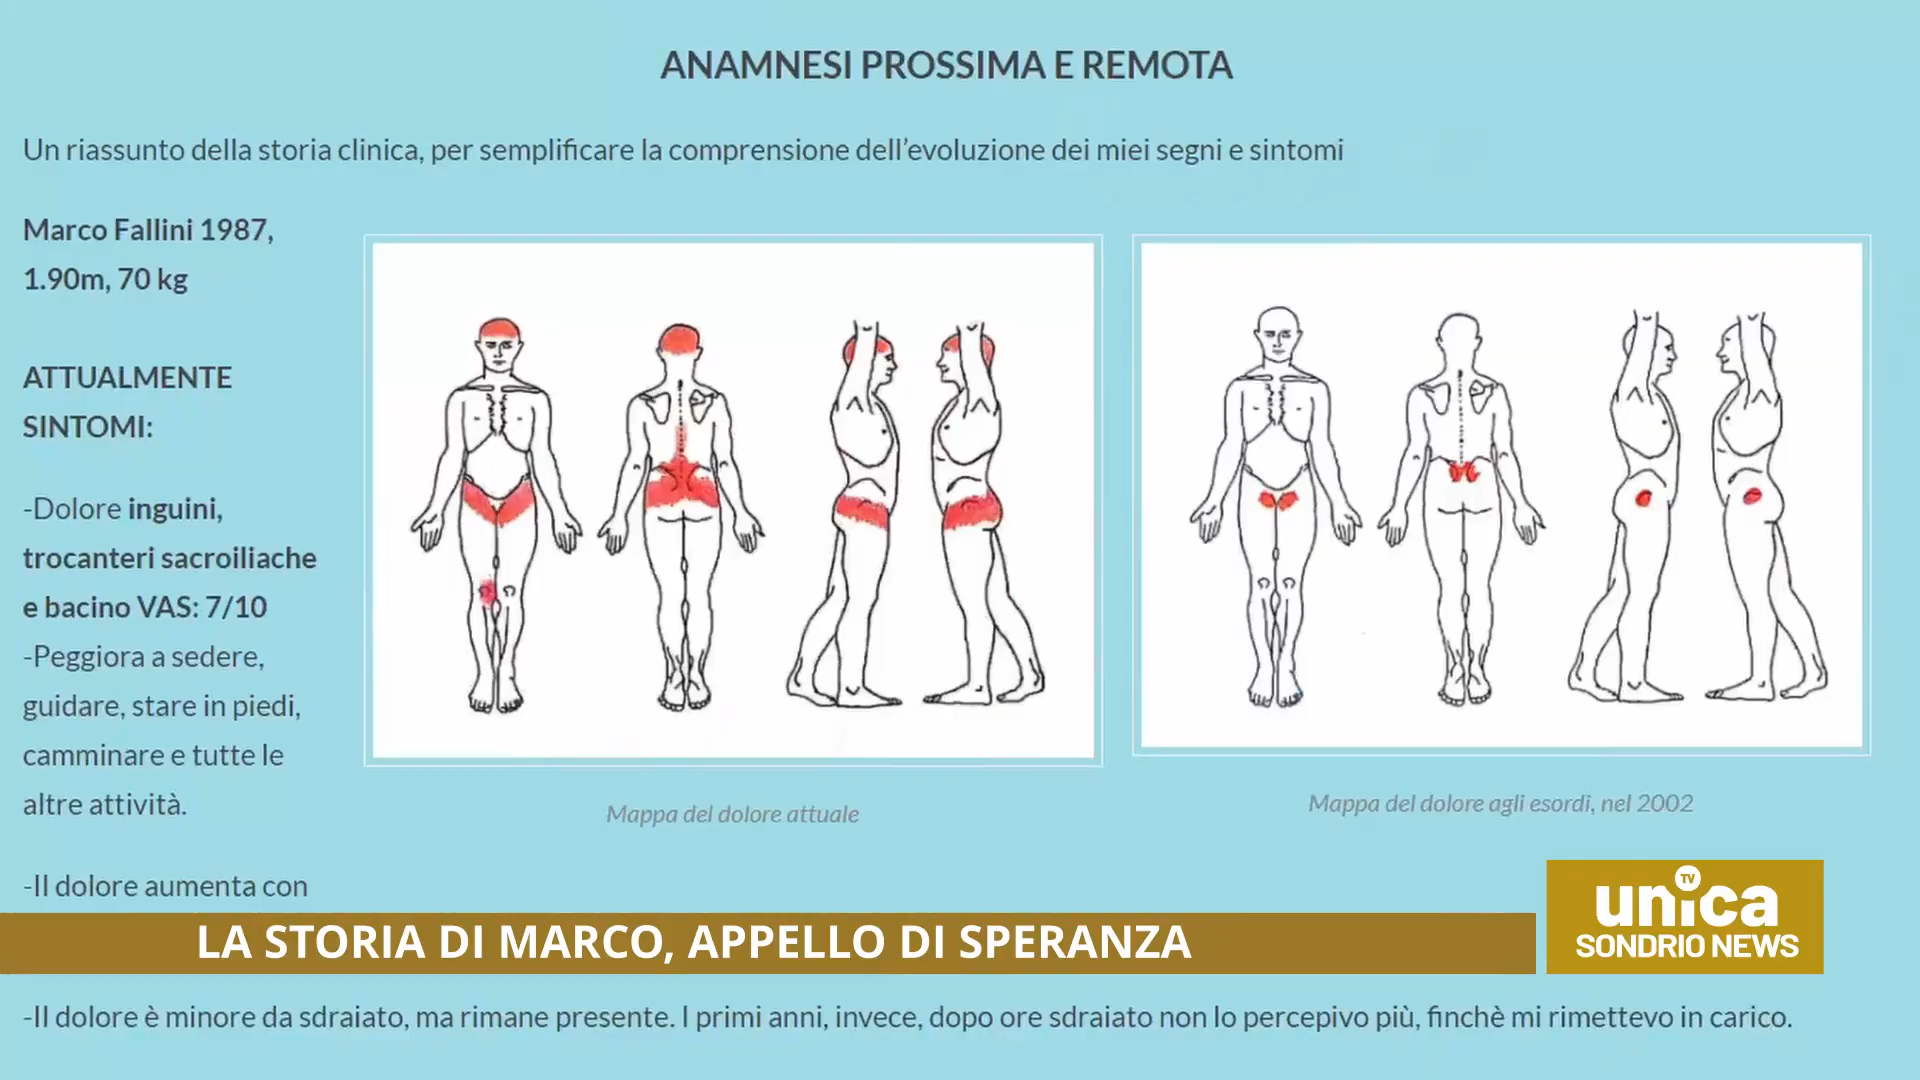 ANAMNESI PROSSIMA E REMOTA
Un riassunto della storia clinica, per semplificare la comprensione dell’evoluzione dei miei segni e sintomi
Marco Fallini 1987,
1.90m, 70 kg
ATTUALMENTE
SINTOMI:
-Dolore inguini,
trocanteri sacroiliache
e bacino VAS: 7/10
-Peggiora a sedere,
guidare, stare in piedi,
camminare e tutte le
altre attività.
-Il dolore aumenta con
Mappa del dolore attuale
Mappa del dolore agli esordi, nel 2002
LA STORIA DI MARCO, APPELLO DI SPERANZA
TV
unica
SONDRIO NEWS
-Il dolore è minore da sdraiato, ma rimane presente. I primi anni, invece, dopo ore sdraiato non lo percepivo più, finchè mi rimettevo in carico.